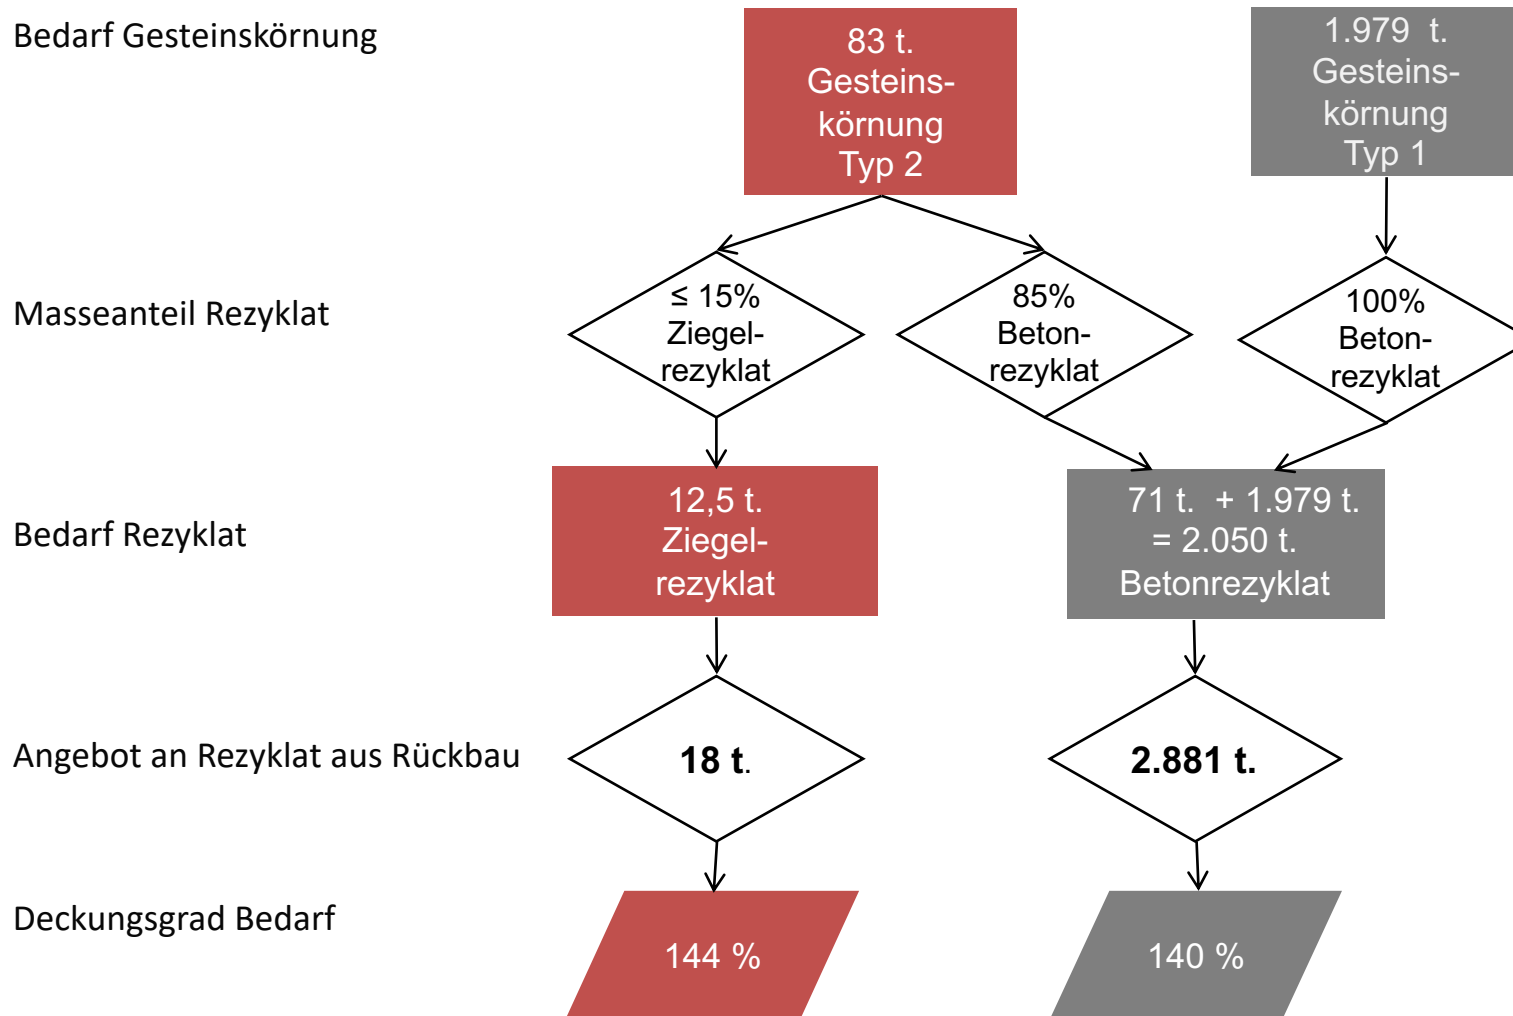 Bedarf Gesteinskörnung
83 t.
Gesteins-
körnung
Typ 2
1.979 t.
Gesteins-
körnung
Typ 1
Masseanteil Rezyklat
≤ 15%
Ziegel-
rezyklat
85%
Beton-
rezyklat
100%
Beton-
rezyklat
Bedarf Rezyklat
12,5 t.
Ziegel-
rezyklat
71 t. + 1.979 t.
= 2.050 t.
Betonrezyklat
Angebot an Rezyklat aus Rückbau
18 t.
2.881 t.
Deckungsgrad Bedarf
144 %
140 %